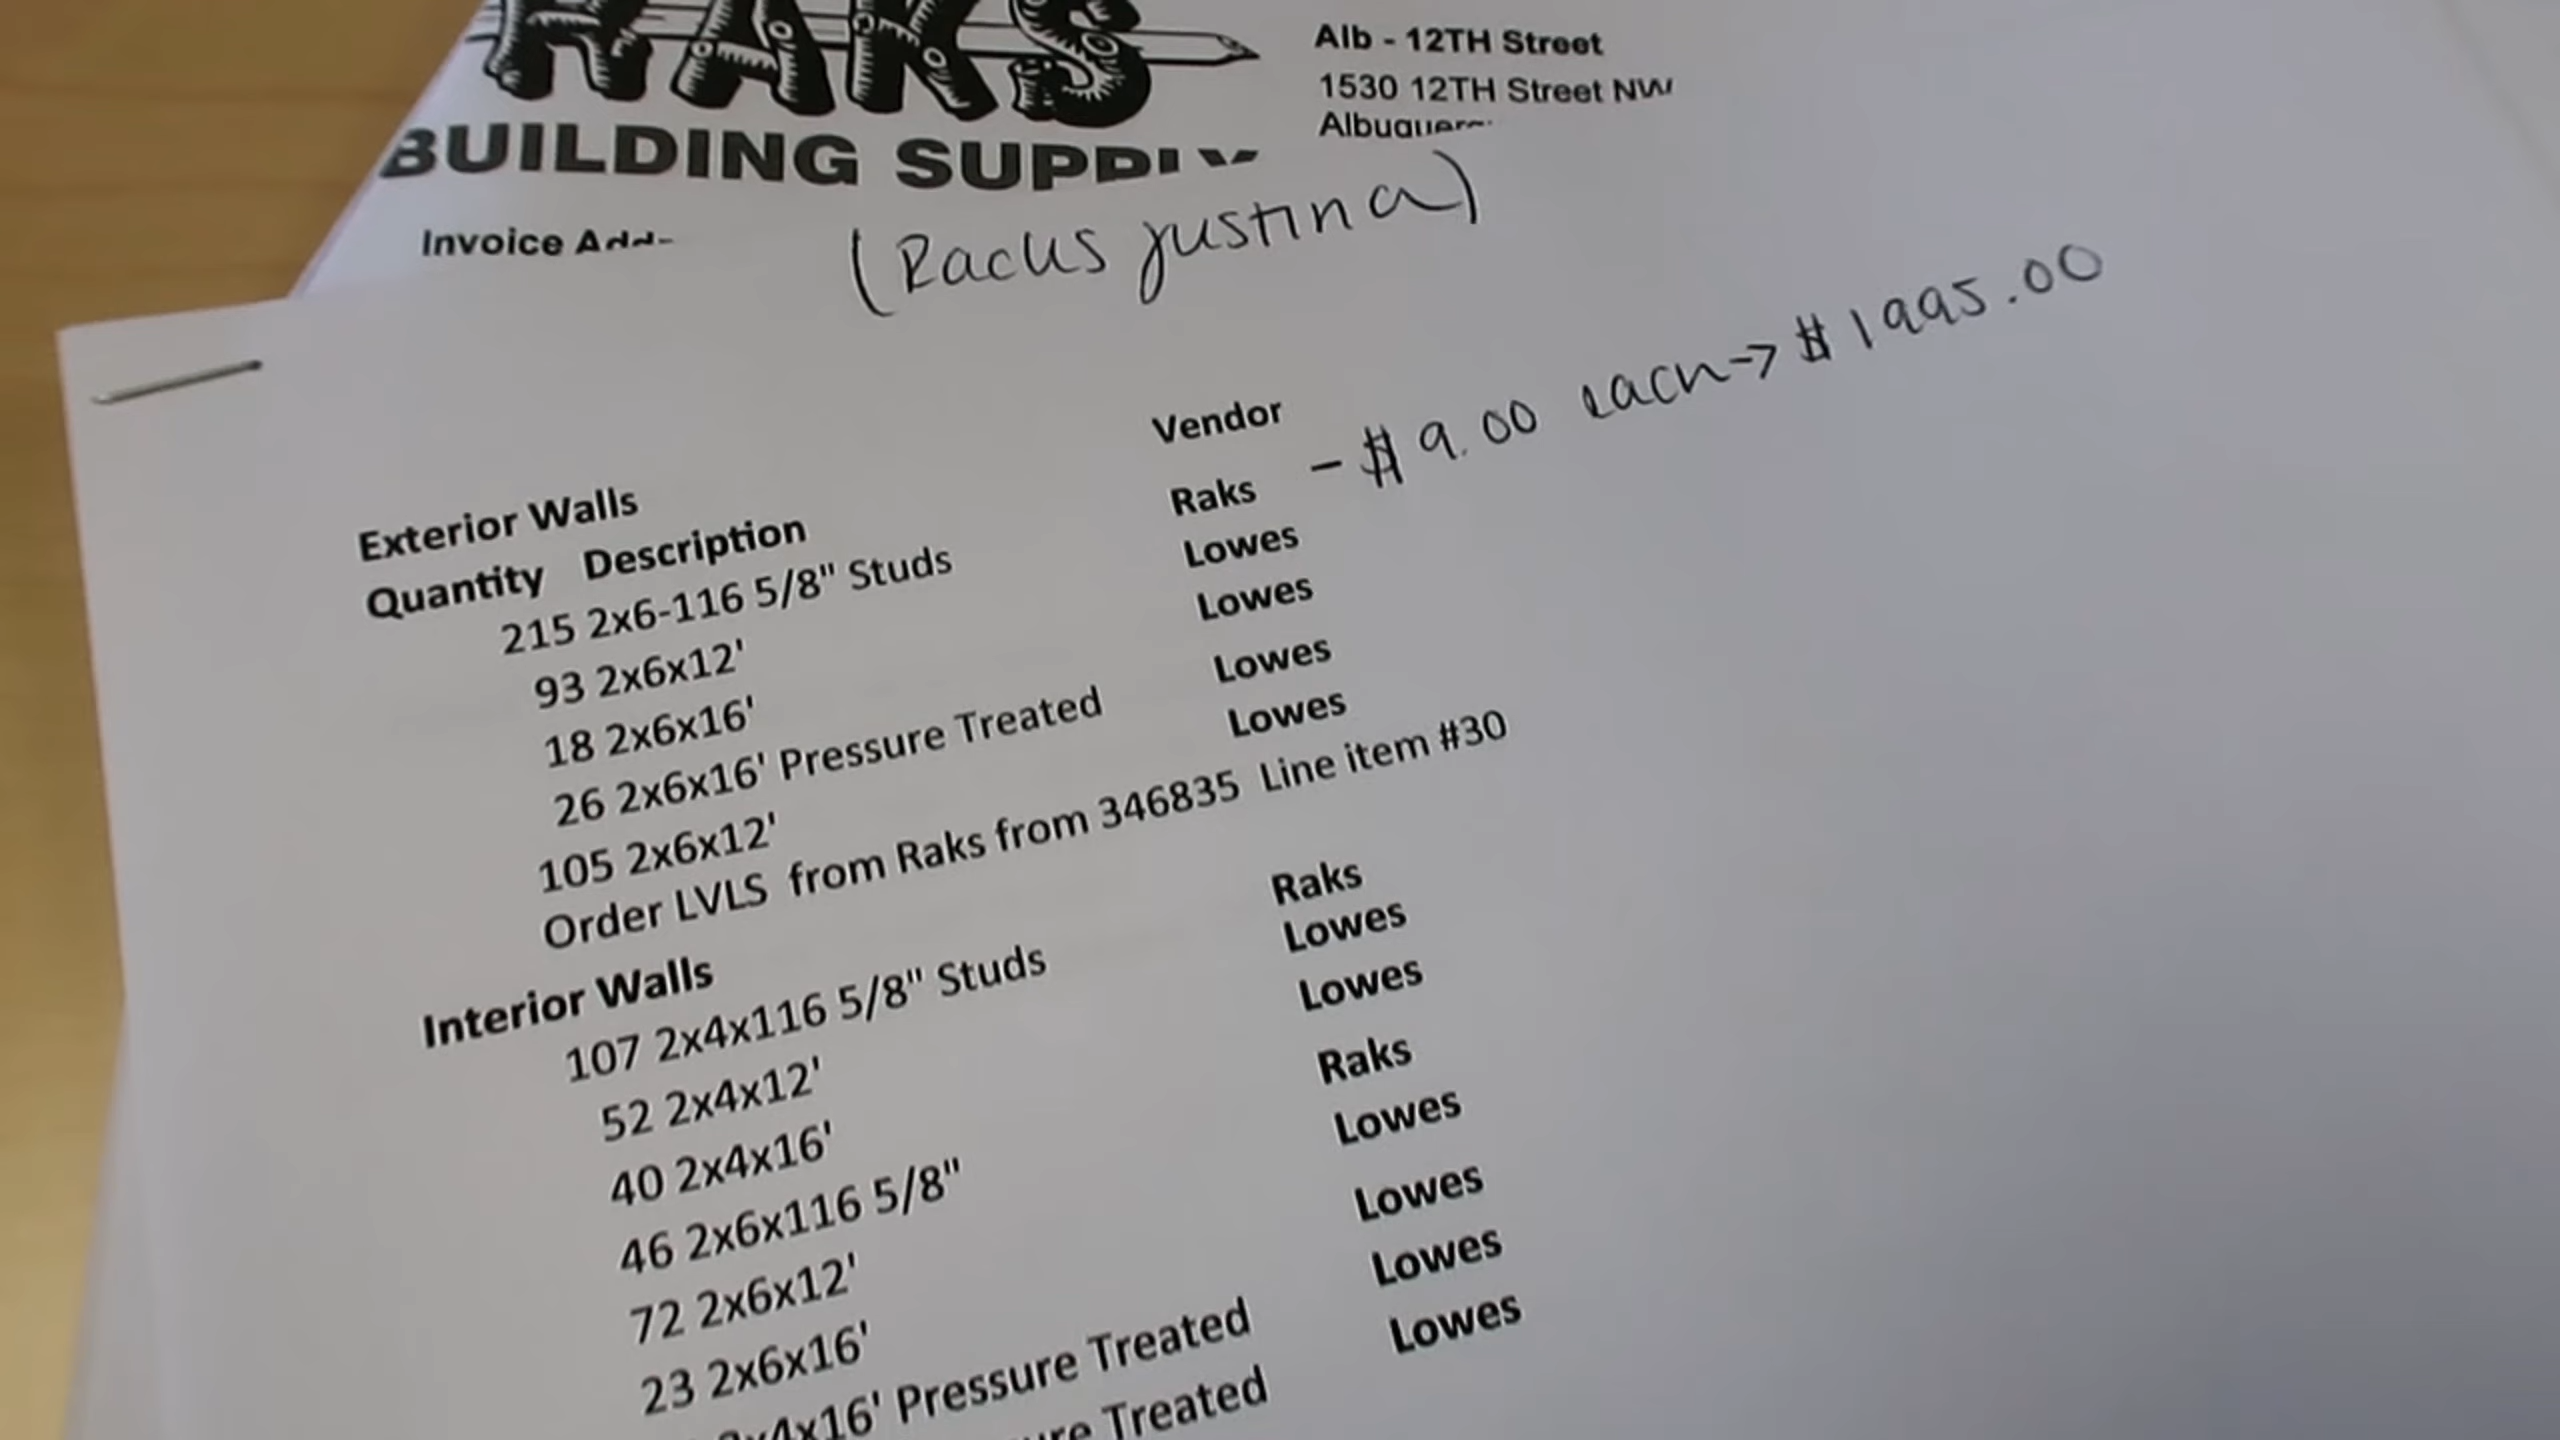 RAKS
BUILDING SUPPLY
Alb - 12TH Street
1530 12TH Street NW
Invoice
(Racks Justina)
Vendor
Exterior Walls
Quantity Description
215 2x6-116 5/8" Studs Raks - $9.00 each → $1995.00
93 2x6x12' Lowes
18 2x6x16' Lowes
26 2x6x16' Pressure Treated Lowes
105 2x6x12' Lowes
Order LVLS from Raks from 346835 Line item #30
Interior Walls
107 2x4x116 5/8" Studs Raks
52 2x4x12' Lowes
40 2x4x16' Lowes
46 2x6x116 5/8" Raks
72 2x6x12' Lowes
23 2x6x16' Lowes
Pressure Treated Lowes
Treated Lowes